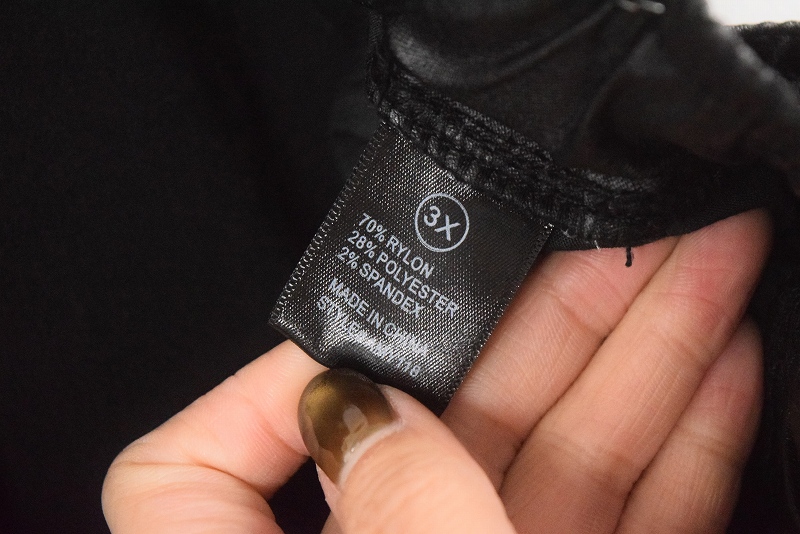 3X
70% RYLON
28% POLYESTER
2% SPANDEX
MADE IN CHINA